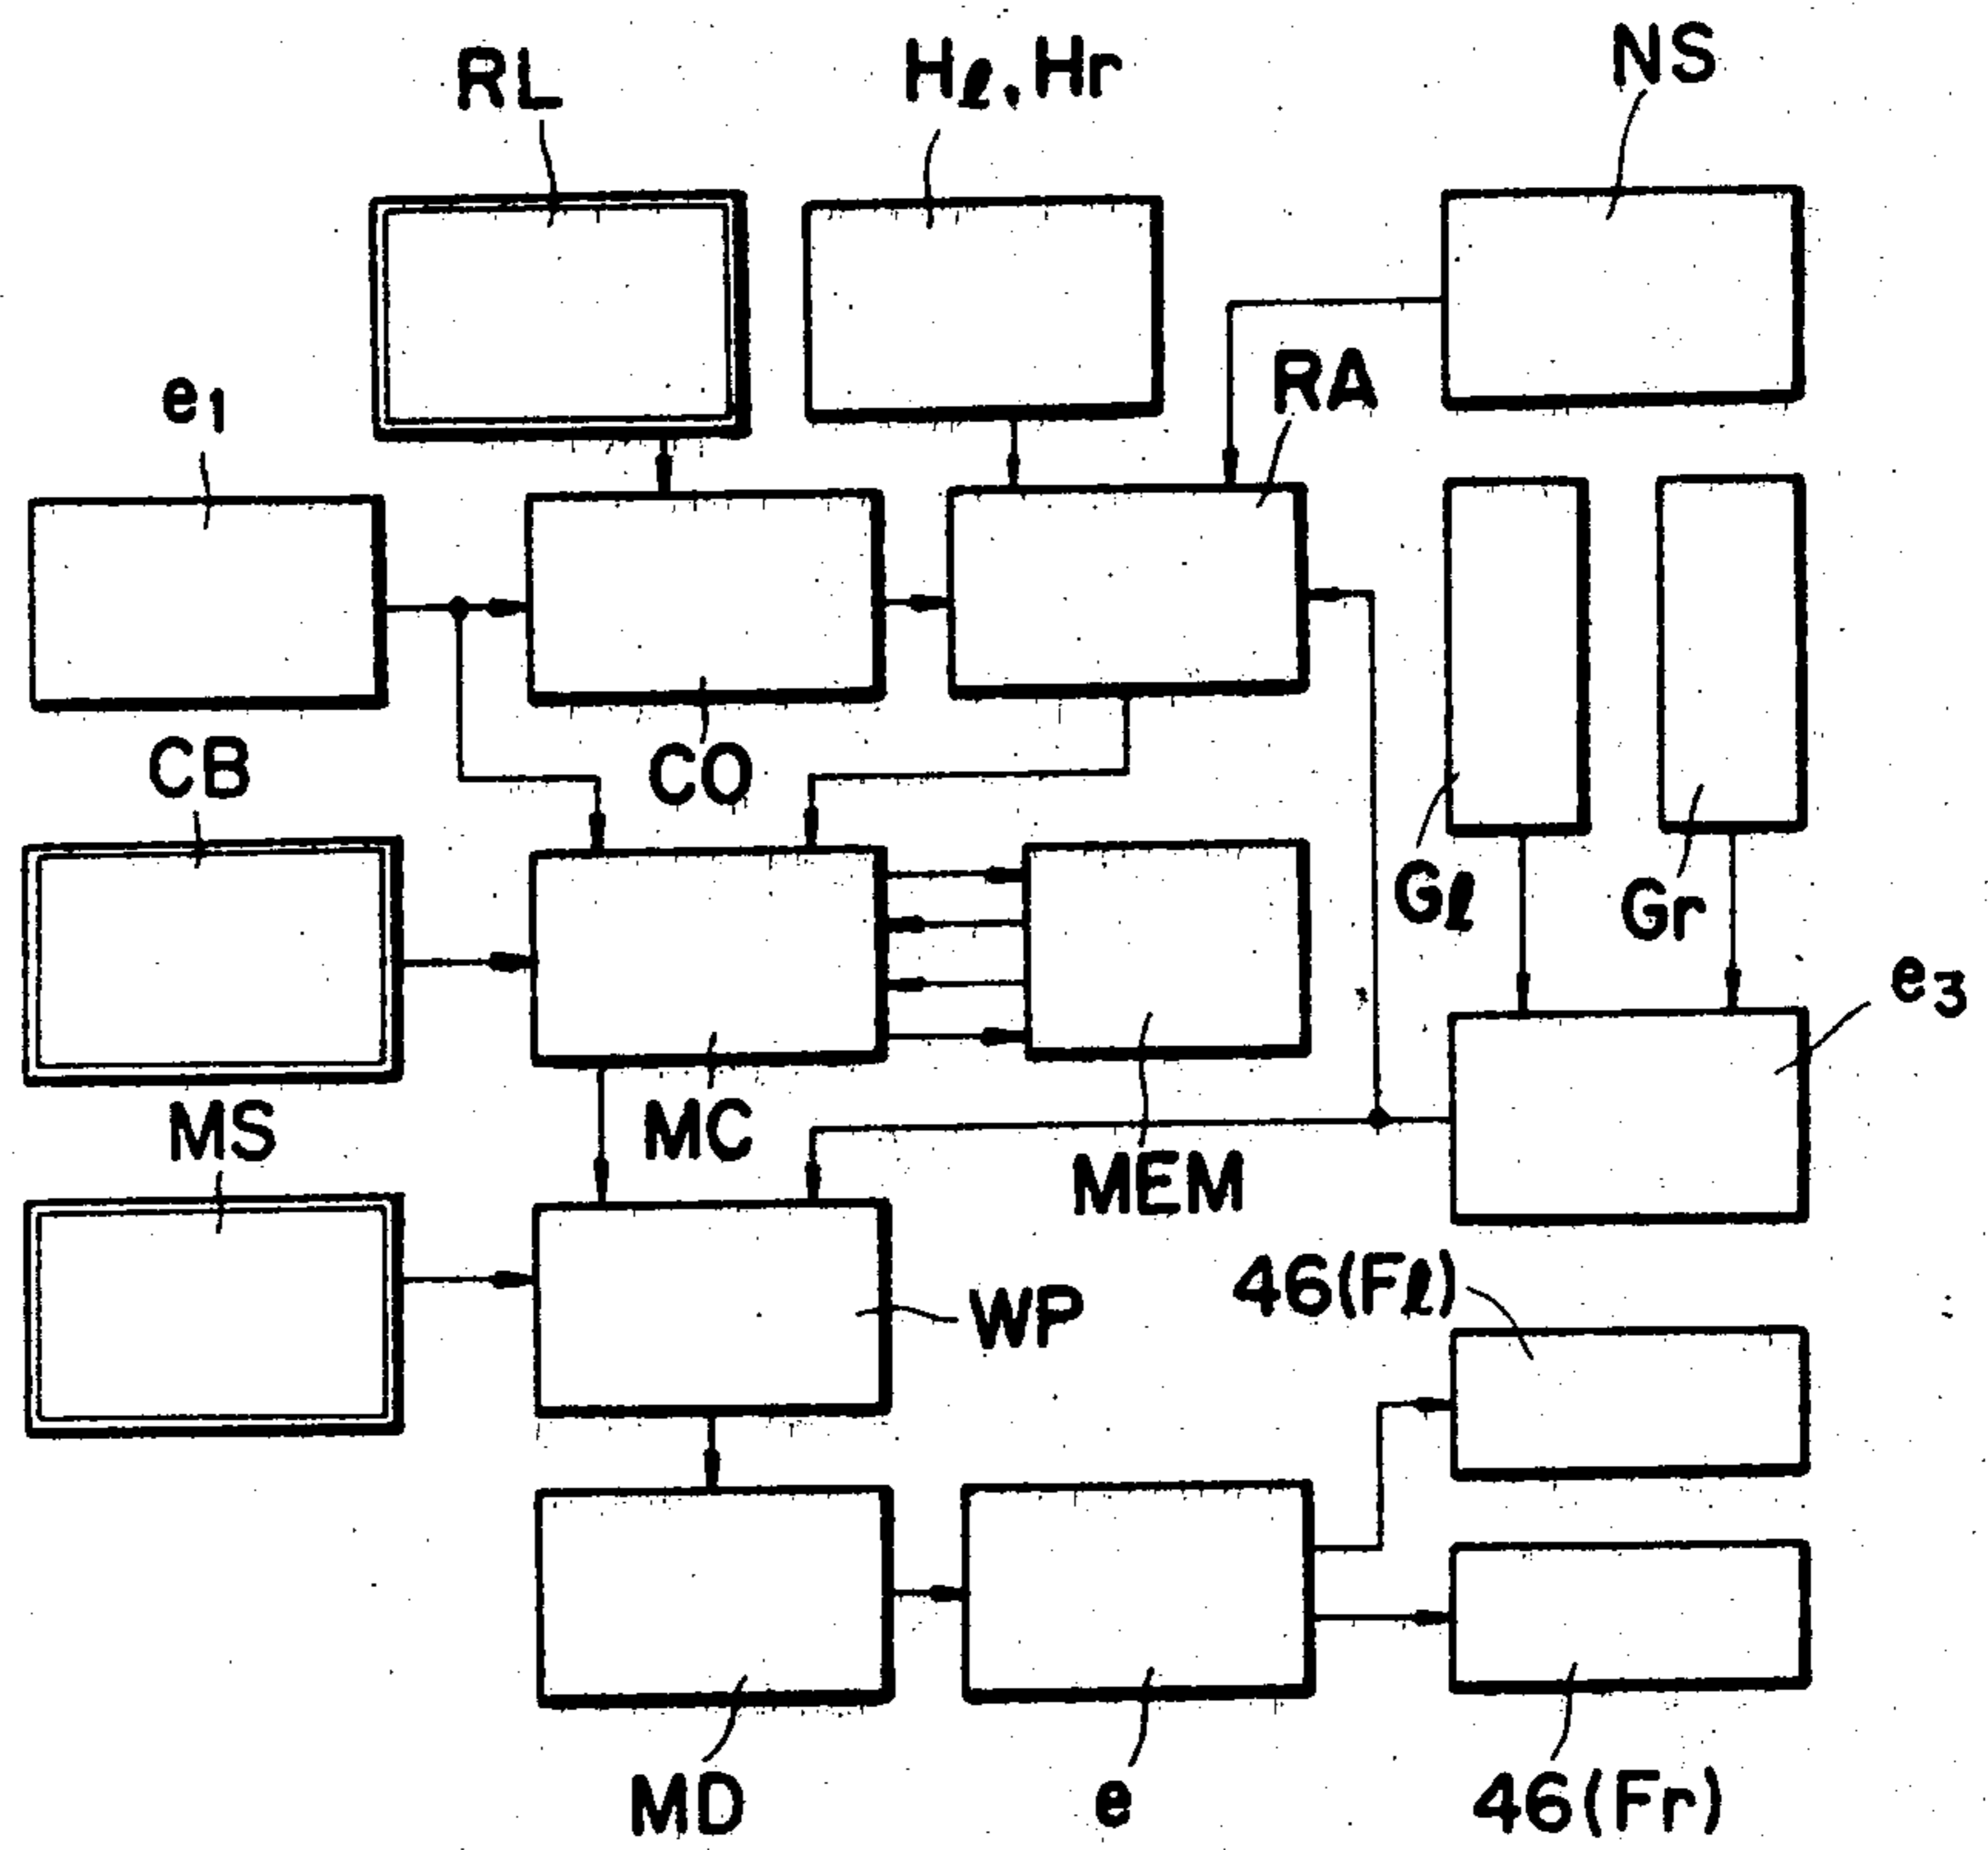 RL
Hl, Hr
NS
RA
e1
CB
CO
Gl
Gr
e3
MS
MC
MEM
46(Fl)
WP
MD
e
46(Fr)